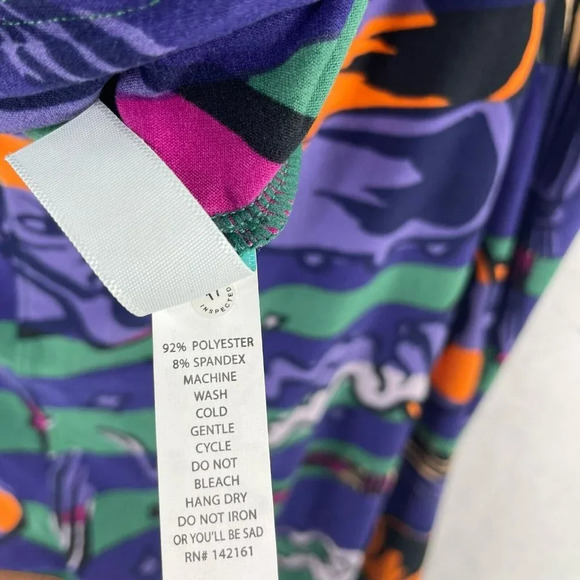 17
INSPECTED
92% POLYESTER
8% SPANDEX
MACHINE
WASH
COLD
GENTLE
CYCLE
DO NOT
BLEACH
HANG DRY
DO NOT IRON
OR YOU'LL BE SAD
RN# 142161